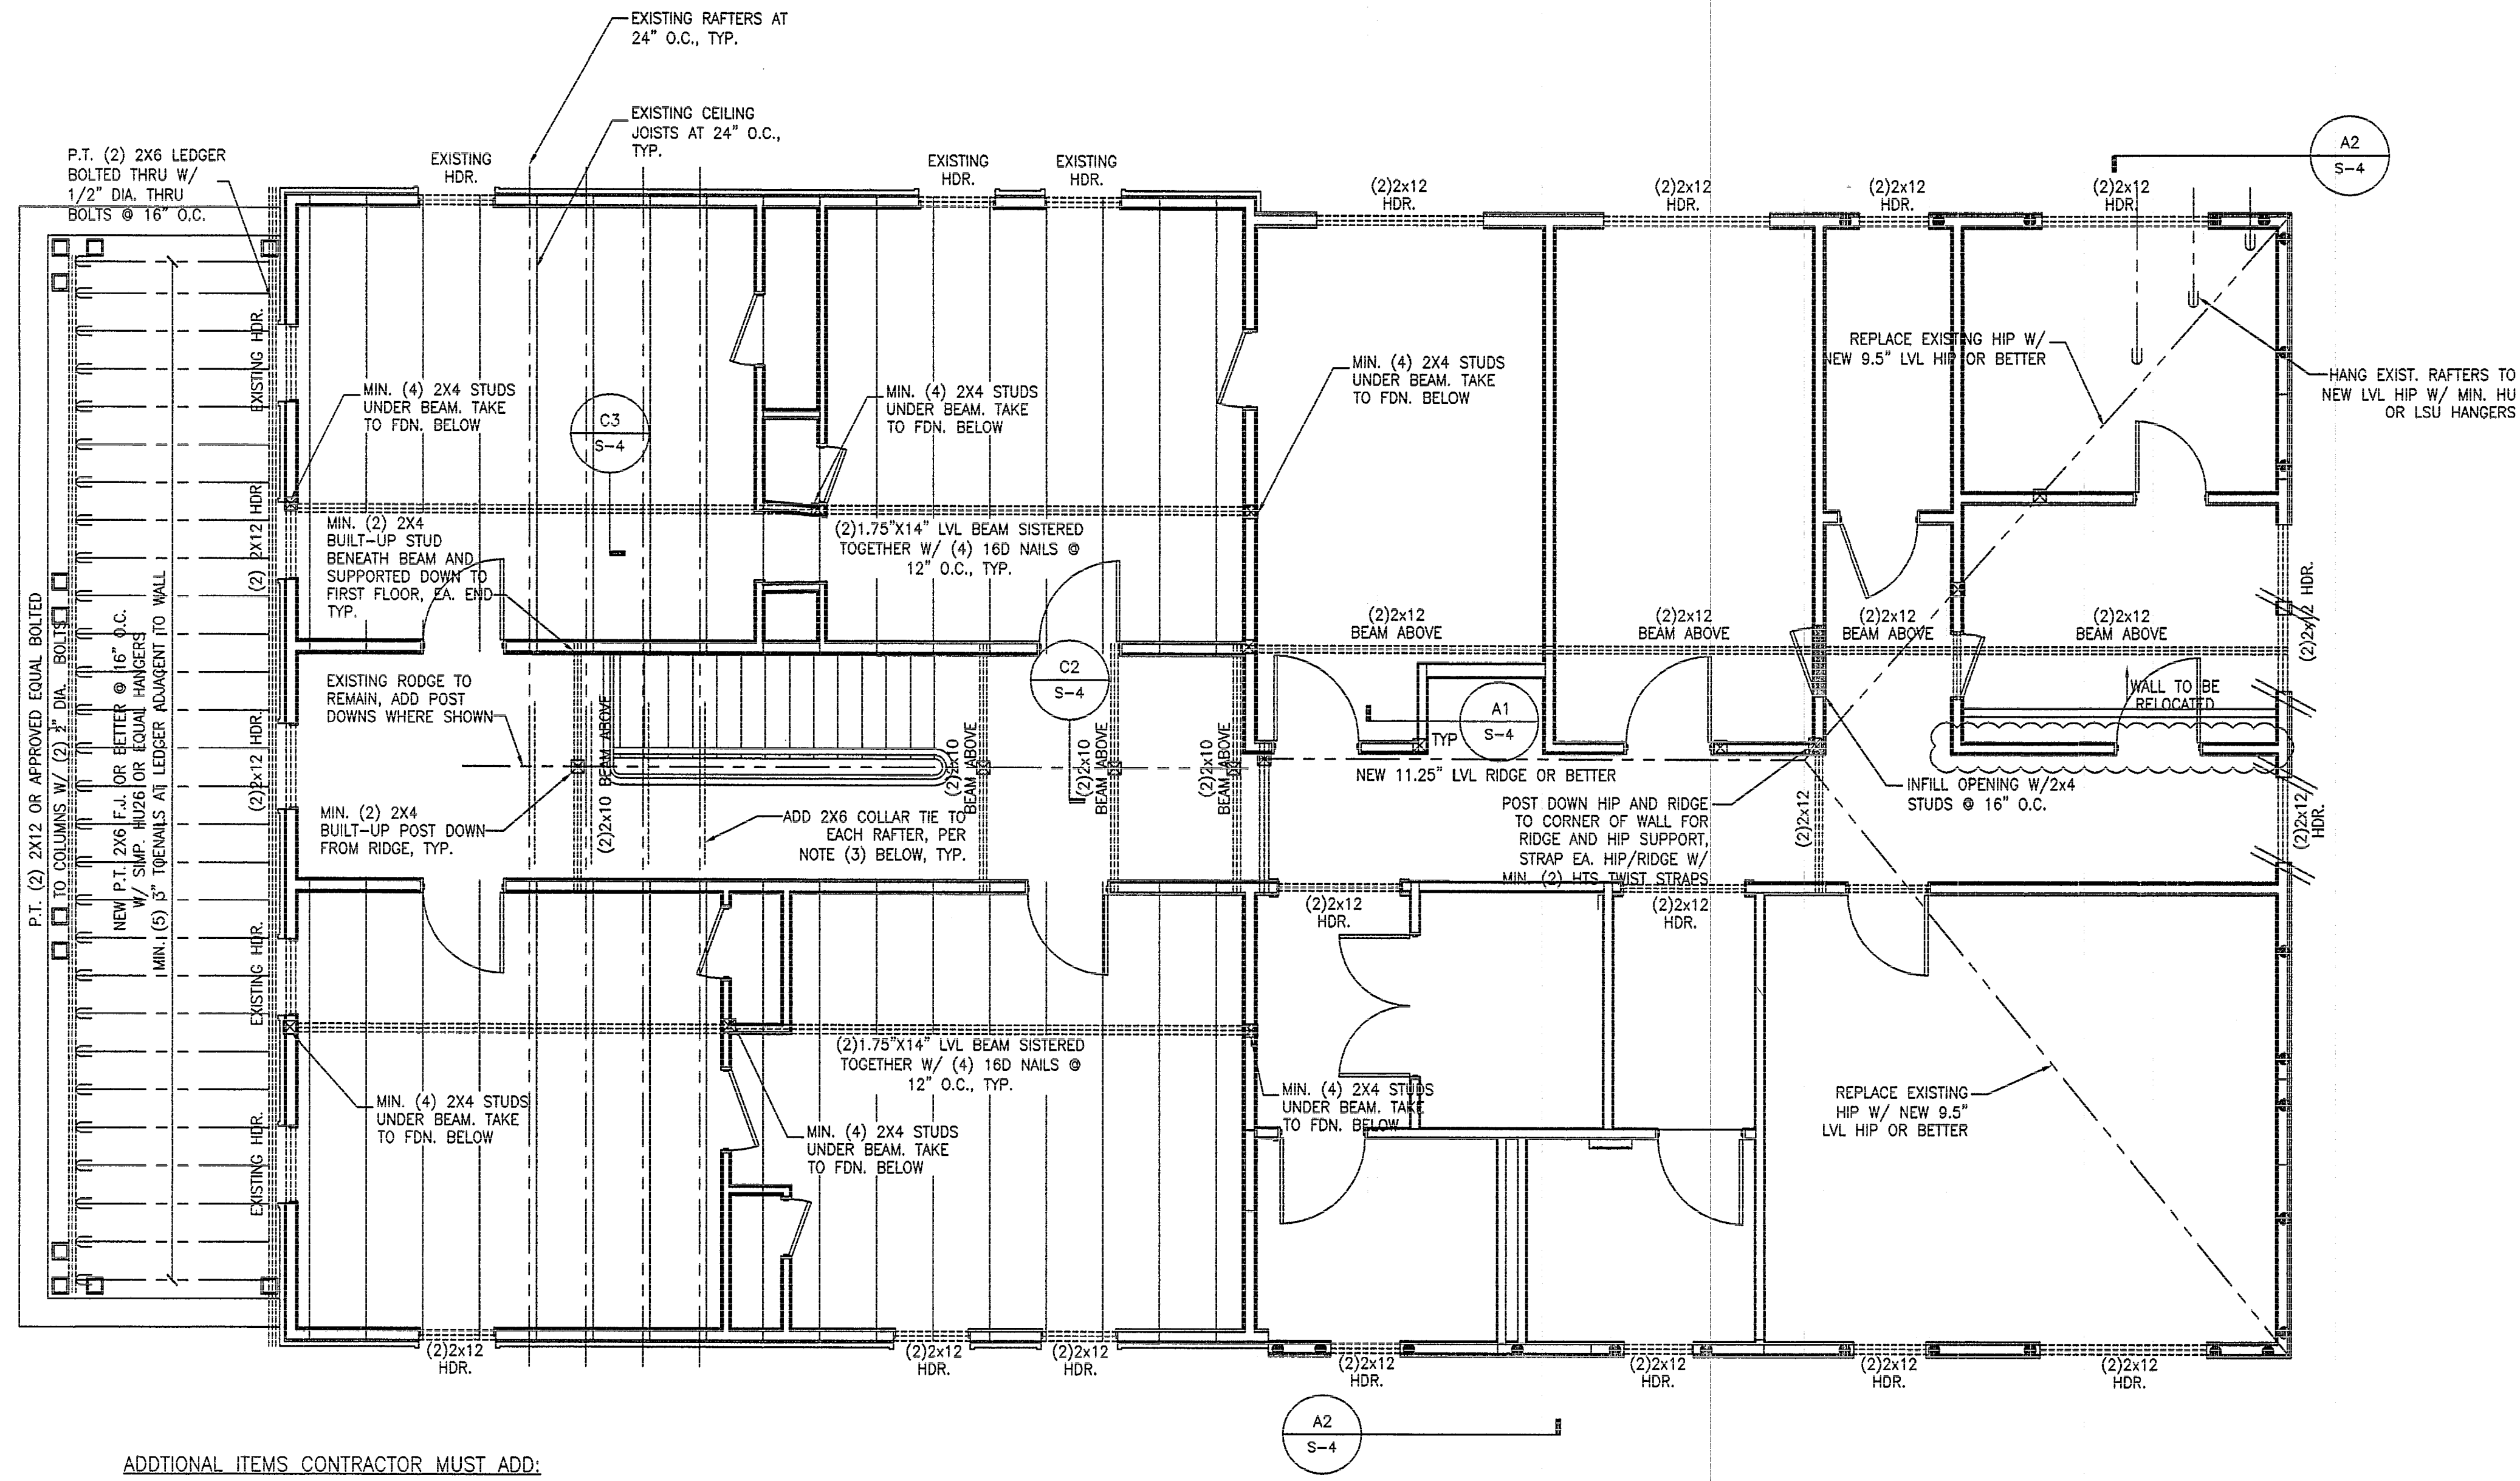 EXISTING RAFTERS AT
24" O.C., TYP.
EXISTING CEILING
JOISTS AT 24" O.C.,
TYP.
P.T. (2) 2X6 LEDGER
BOLTED THRU W/
1/2" DIA. THRU
BOLTS @ 16" O.C.
EXISTING
HDR.
EXISTING
HDR.
EXISTING
HDR.
(2)2x12
HDR.
(2)2x12
HDR.
(2)2x12
HDR.
(2)2x12
HDR.
A2
S-4
EXISTING HDR.
MIN. (4) 2X4 STUDS
UNDER BEAM. TAKE
TO FDN. BELOW
C3
S-4
MIN. (4) 2X4 STUDS
UNDER BEAM. TAKE
TO FDN. BELOW
MIN. (4) 2X4 STUDS
UNDER BEAM. TAKE
TO FDN. BELOW
REPLACE EXISTING HIP W/
NEW 9.5" LVL HIP OR BETTER
HANG EXIST. RAFTERS TO
NEW LVL HIP W/ MIN. HU
OR LSU HANGERS
(2) 2X12 HDR.
MIN. (2) 2X4
BUILT-UP STUD
BENEATH BEAM AND
SUPPORTED DOWN TO
FIRST FLOOR, EA. END
TYP.
(2)1.75"X14" LVL BEAM SISTERED
TOGETHER W/ (4) 16D NAILS @
12" O.C., TYP.
(2)2x12
BEAM ABOVE
(2)2x12
BEAM ABOVE
(2)2x12
BEAM ABOVE
(2)2x12
BEAM ABOVE
(2)2x12 HDR.
P.T. (2) 2X12 OR APPROVED EQUAL BOLTED
TO COLUMNS W/ (2) ½" DIA. BOLTS
NEW P.T. 2X6 F.J. OR BETTER @ 16" O.C.
W/ SIMP. HU26 OR EQUAL HANGERS
MIN. (5) 3" TOENAILS AT LEDGER ADJACENT TO WALL
EXISTING RODGE TO
REMAIN, ADD POST
DOWNS WHERE SHOWN
(2)2x12 HDR.
C2
S-4
A1
S-4
TYP
WALL TO BE
RELOCATED
(2)2x10 BEAM ABOVE
(2)2x10
BEAM ABOVE
(2)2x10
BEAM ABOVE
(2)2x10
BEAM ABOVE
NEW 11.25" LVL RIDGE OR BETTER
INFILL OPENING W/2x4
STUDS @ 16" O.C.
POST DOWN HIP AND RIDGE
TO CORNER OF WALL FOR
RIDGE AND HIP SUPPORT,
STRAP EA. HIP/RIDGE W/
MIN. (2) HTS TWIST STRAPS
(2)2x12
(2)2x12
HDR.
MIN. (2) 2X4
BUILT-UP POST DOWN
FROM RIDGE, TYP.
ADD 2X6 COLLAR TIE TO
EACH RAFTER, PER
NOTE (3) BELOW, TYP.
(2)2x12
HDR.
(2)2x12
HDR.
EXISTING HDR.
(2)1.75"X14" LVL BEAM SISTERED
TOGETHER W/ (4) 16D NAILS @
12" O.C., TYP.
EXISTING HDR.
MIN. (4) 2X4 STUDS
UNDER BEAM. TAKE
TO FDN. BELOW
MIN. (4) 2X4 STUDS
UNDER BEAM. TAKE
TO FDN. BELOW
MIN. (4) 2X4 STUDS
UNDER BEAM. TAKE
TO FDN. BELOW
REPLACE EXISTING
HIP W/ NEW 9.5"
LVL HIP OR BETTER
(2)2x12
HDR.
(2)2x12
HDR.
(2)2x12
HDR.
(2)2x12
HDR.
(2)2x12
HDR.
(2)2x12
HDR.
(2)2x12
HDR.
A2
S-4
ADDTIONAL ITEMS CONTRACTOR MUST ADD: